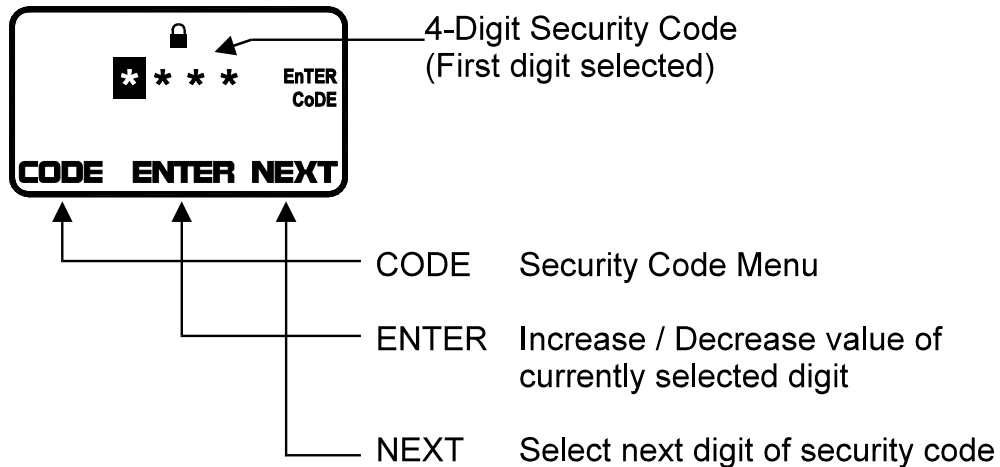 4-Digit Security Code
(First digit selected)
* * * * EnTER
CoDE
CODE ENTER NEXT
CODE Security Code Menu
ENTER Increase / Decrease value of
currently selected digit
NEXT Select next digit of security code